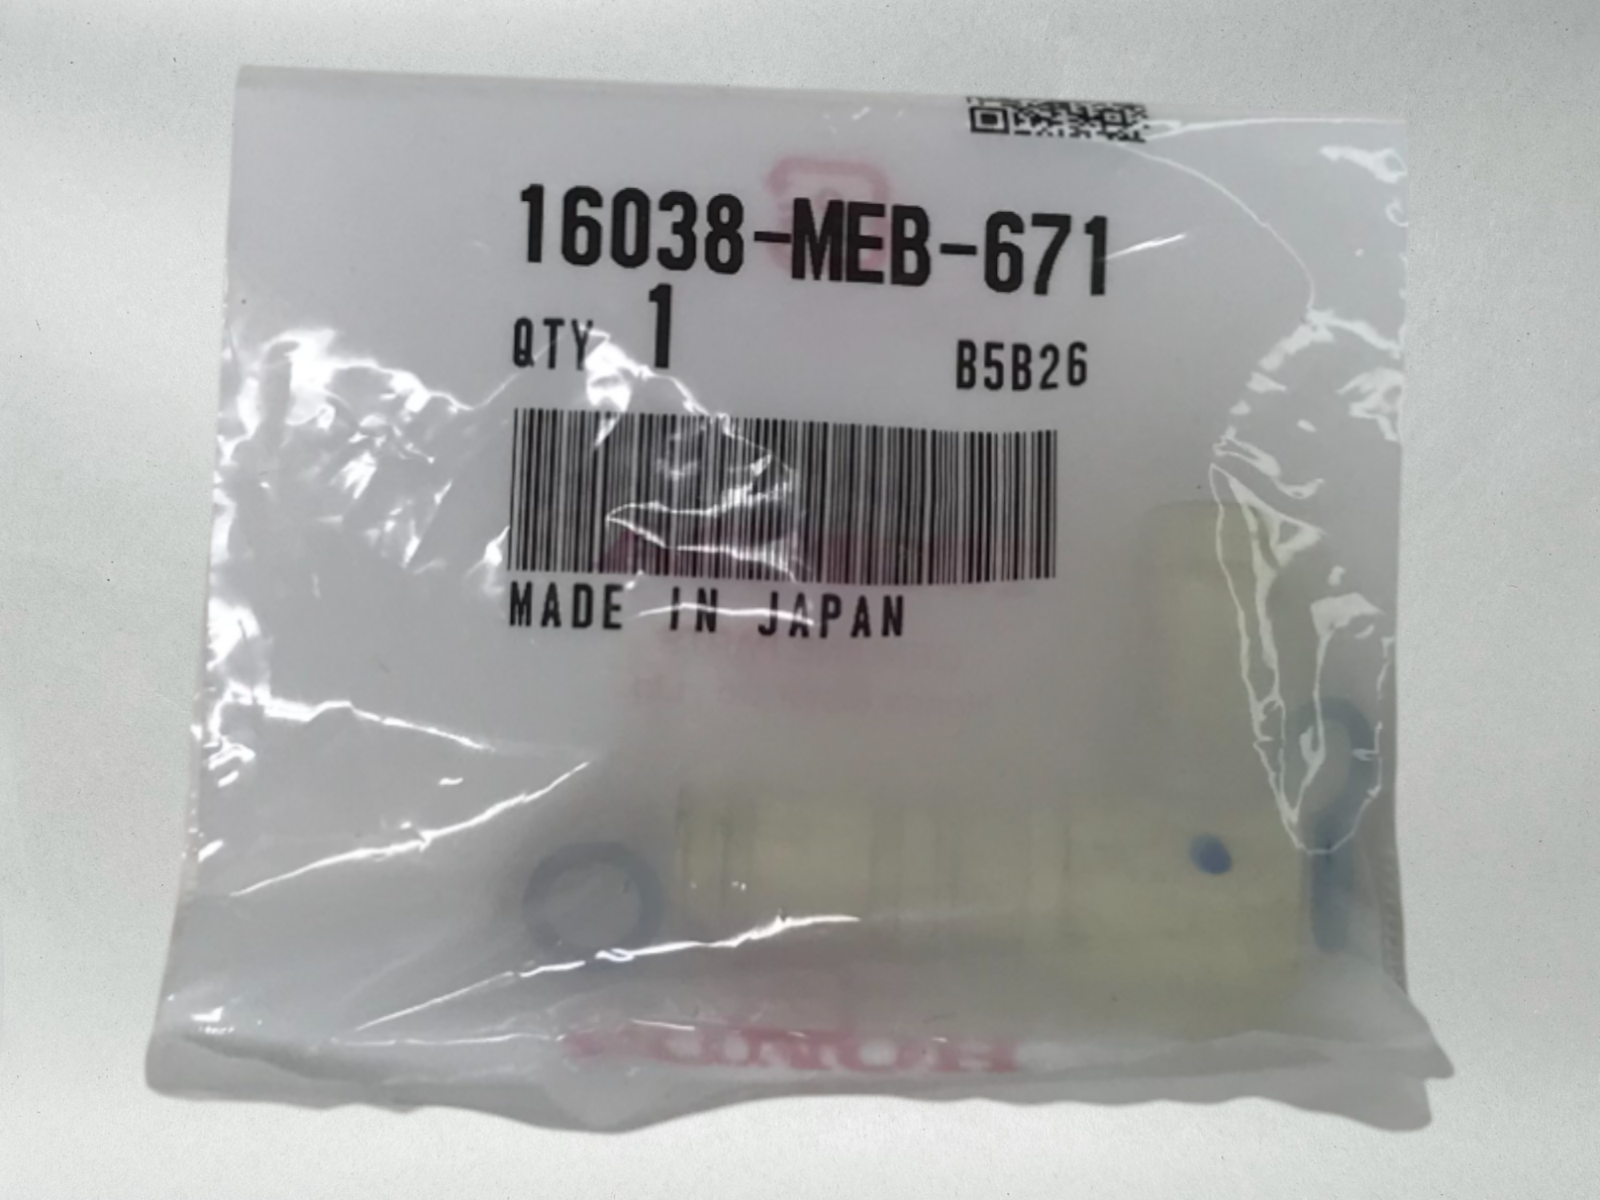 16038-MEB-671
QTY 1 B5B26
MADE IN JAPAN